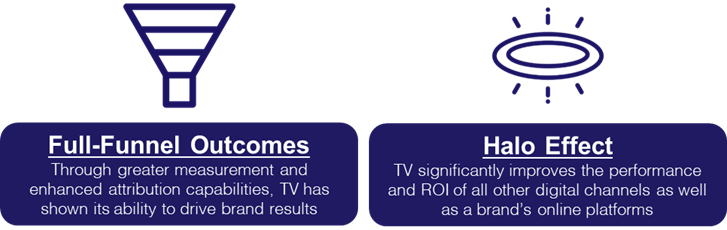 Full-Funnel Outcomes
Through greater measurement and
enhanced attribution capabilities, TV has
shown its ability to drive brand results
Halo Effect
TV significantly improves the performance
and ROI of all other digital channels as well
as a brand's online platforms